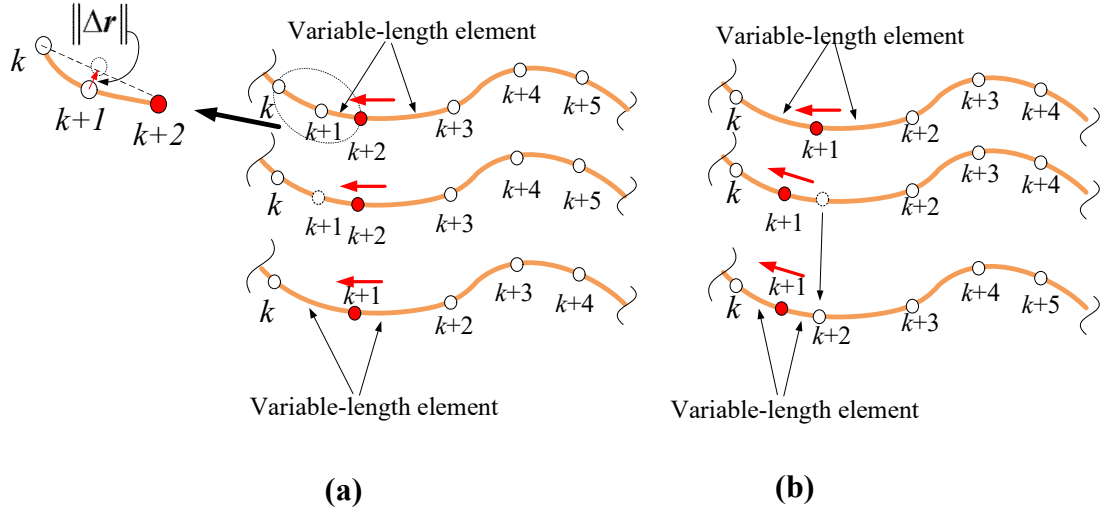 ‖Δr‖
k
k+1
k+2
Variable-length element
k
k+1
k+2
k+3
k+4
k+5
k
k+1
k+2
k+3
k+4
k+5
k
k+1
k+2
k+3
k+4
Variable-length element
(a)
Variable-length element
k
k+1
k+2
k+3
k+4
k
k+1
k+2
k+3
k+4
k
k+1
k+2
k+3
k+4
k+5
Variable-length element
(b)